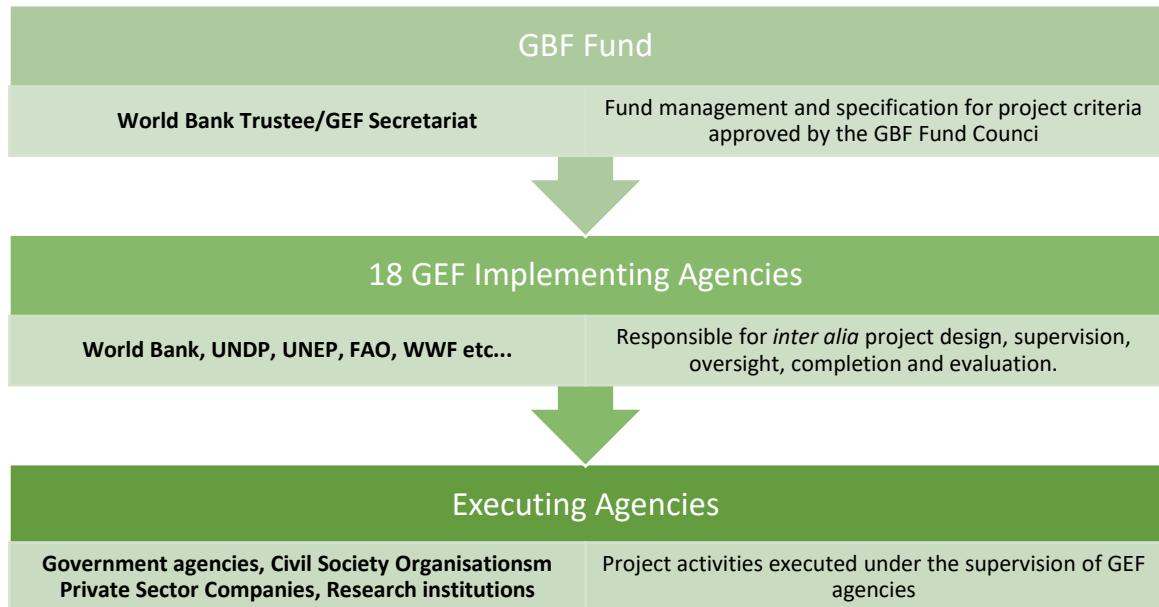 GBF Fund
World Bank Trustee/GEF Secretariat
Fund management and specification for project criteria
approved by the GBF Fund Counci
18 GEF Implementing Agencies
World Bank, UNDP, UNEP, FAO, WWF etc...
Responsible for inter alia project design, supervision,
oversight, completion and evaluation.
Executing Agencies
Government agencies, Civil Society Organisationsm
Private Sector Companies, Research institutions
Project activities executed under the supervision of GEF
agencies